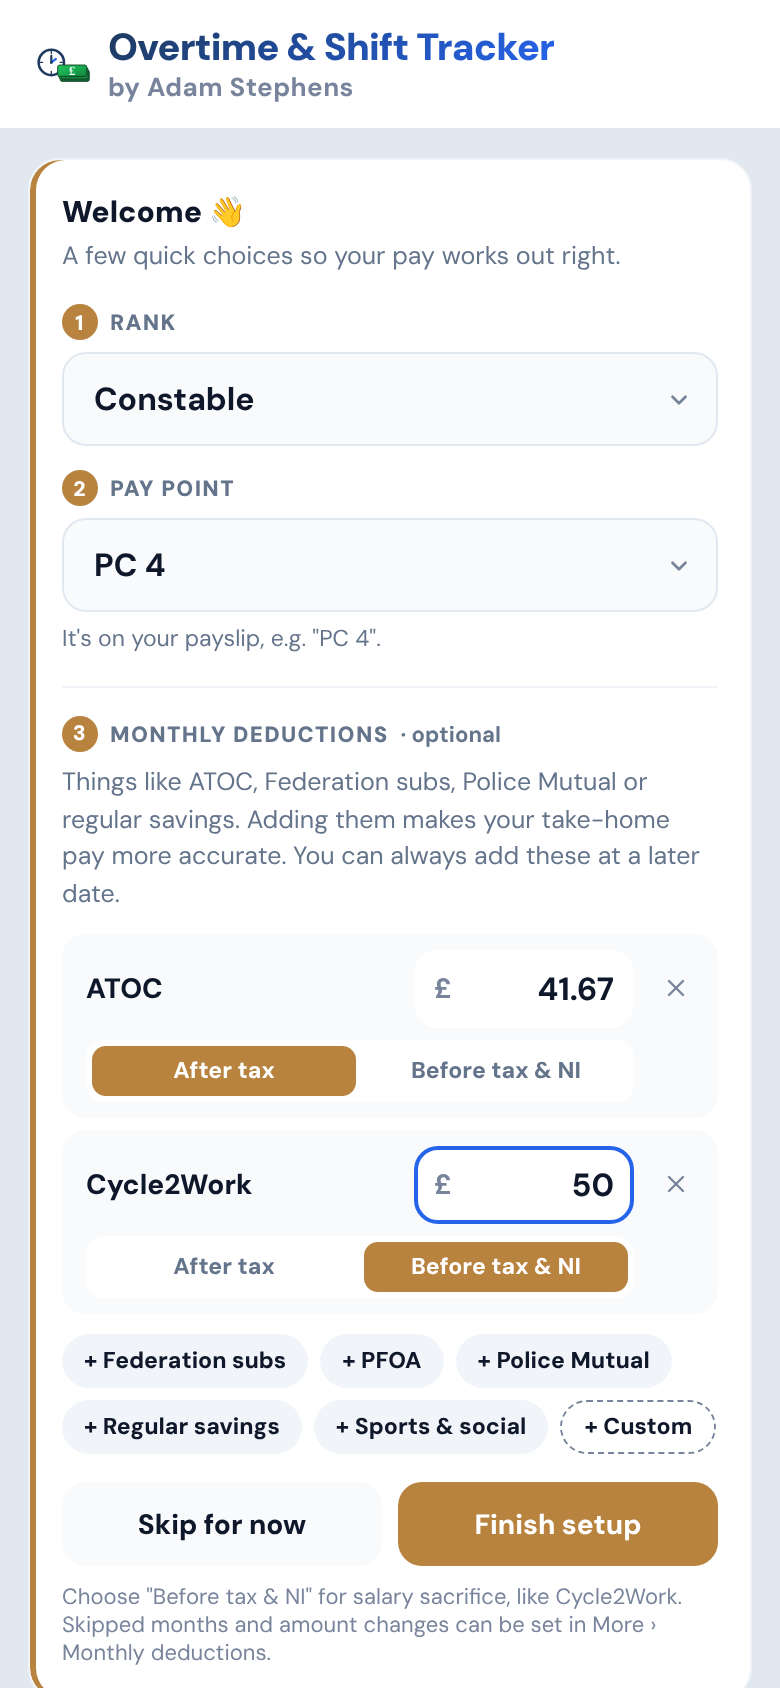 Overtime & Shift Tracker
by Adam Stephens
£
Welcome 👋
A few quick choices so your pay works out right.
1 RANK
Constable
2 PAY POINT
PC 4
It's on your payslip, e.g. "PC 4".
3 MONTHLY DEDUCTIONS · optional
Things like ATOC, Federation subs, Police Mutual or
regular savings. Adding them makes your take-home
pay more accurate. You can always add these at a later
date.
ATOC £ 41.67 ×
After tax Before tax & NI
Cycle2Work £ 50 ×
After tax Before tax & NI
+ Federation subs + PFOA + Police Mutual
+ Regular savings + Sports & social + Custom
Skip for now Finish setup
Choose "Before tax & NI" for salary sacrifice, like Cycle2Work.
Skipped months and amount changes can be set in More ›
Monthly deductions.